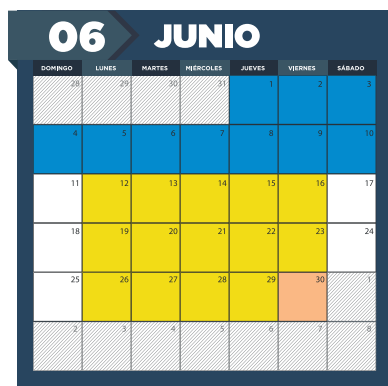 06 JUNIO
DOMINGO LUNES MARTES MIÉRCOLES JUEVES VIERNES SÁBADO
28 29 30 31 1 2 3
4 5 6 7 8 9 10
11 12 13 14 15 16 17
18 19 20 21 22 23 24
25 26 27 28 29 30 1
2 3 4 5 6 7 8